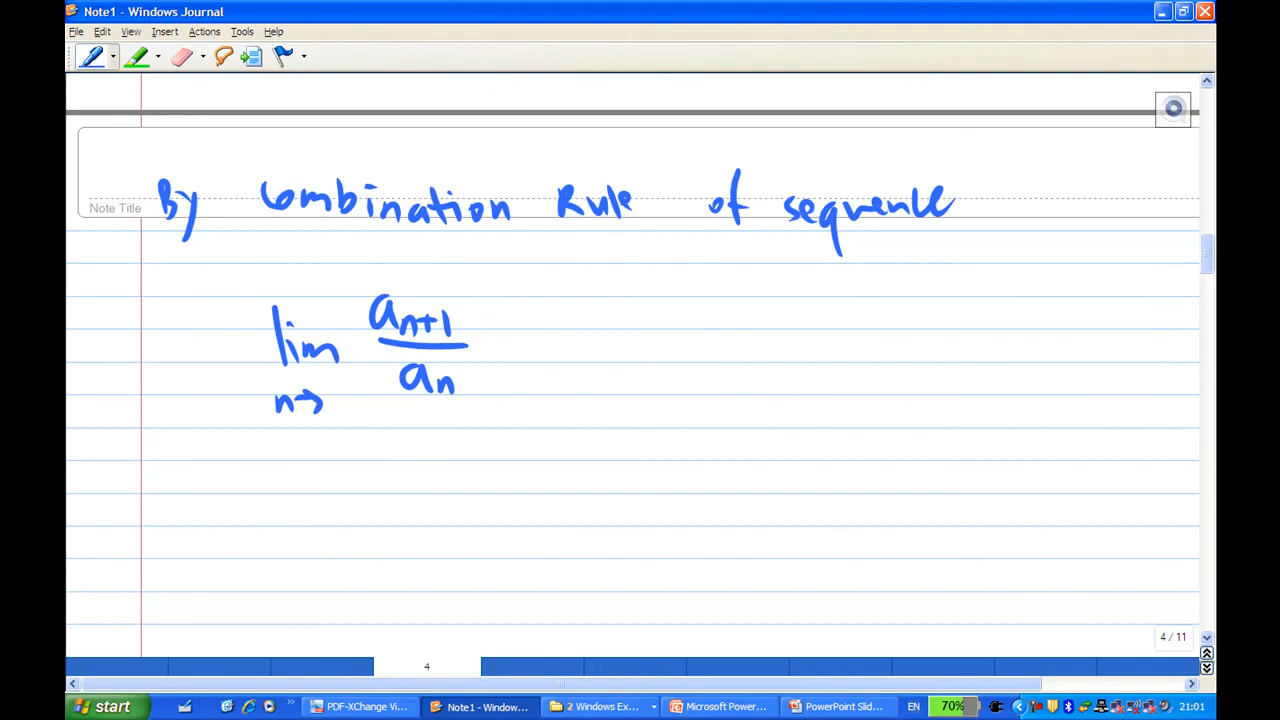 Note1 - Windows Journal
File Edit View Insert Actions Tools Help
By Combination Rule of sequence
Note Title
lim a_{n+1} / a_n
n→
4 / 11
4
start PDF-XChange Vi... Note1 - Window... 2 Windows Ex... Microsoft Powe... PowerPoint Slid... EN 70% 21:01